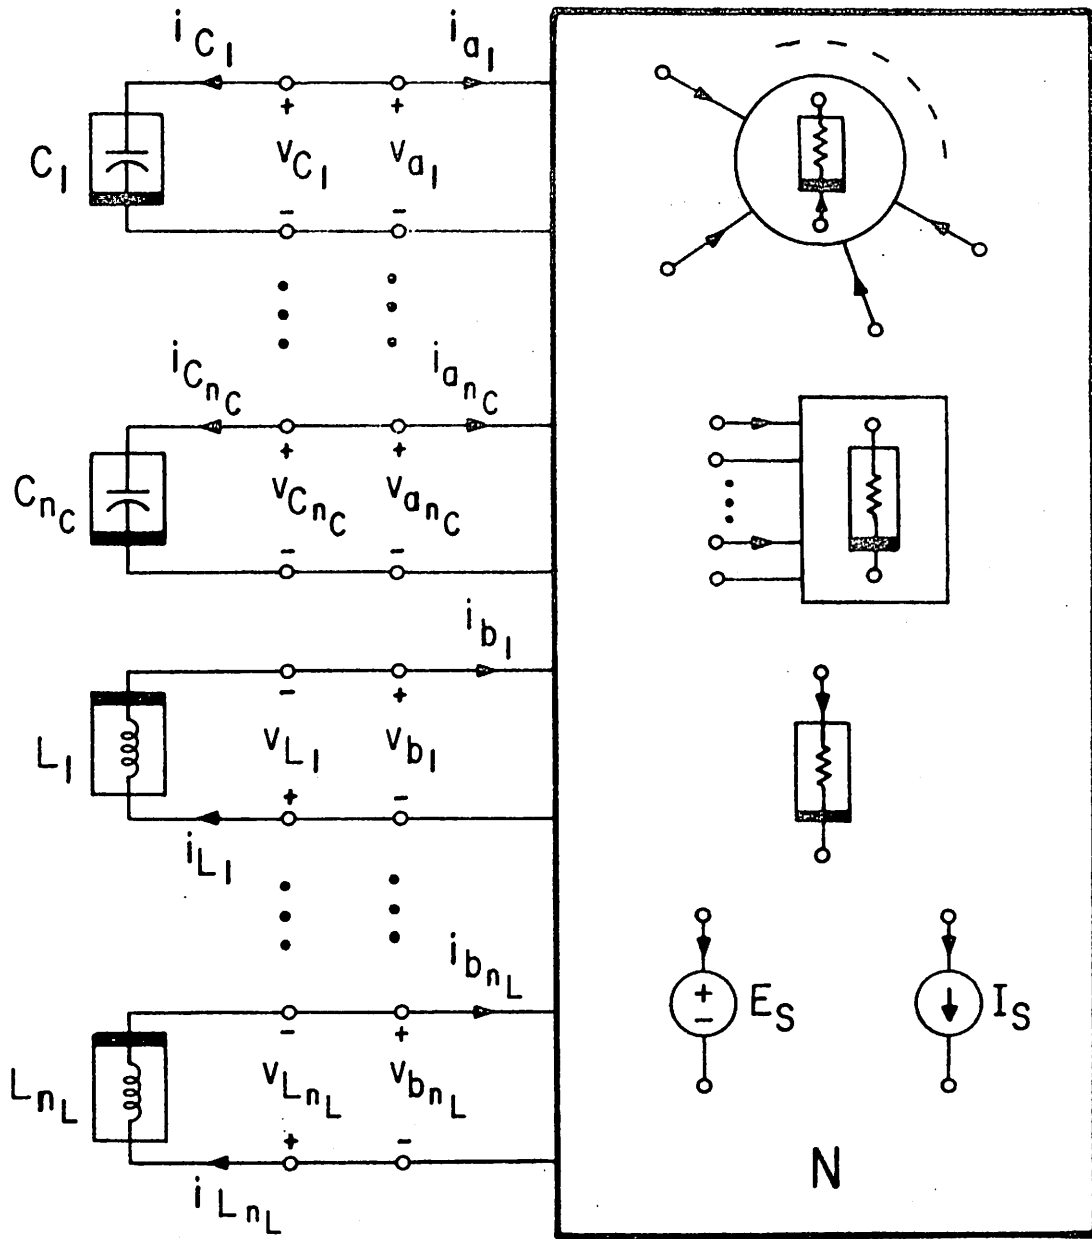 i_{C_1} i_{a_1}
+ +
C_1 v_{C_1} v_{a_1}
- -
i_{C_{n_C}} i_{a_{n_C}}
+ +
C_{n_C} v_{C_{n_C}} v_{a_{n_C}}
- -
i_{b_1}
- +
L_1 v_{L_1} v_{b_1}
+ -
i_{L_1}
i_{b_{n_L}}
- +
L_{n_L} v_{L_{n_L}} v_{b_{n_L}}
+ -
i_{L_{n_L}}
+
- E_S I_S
N